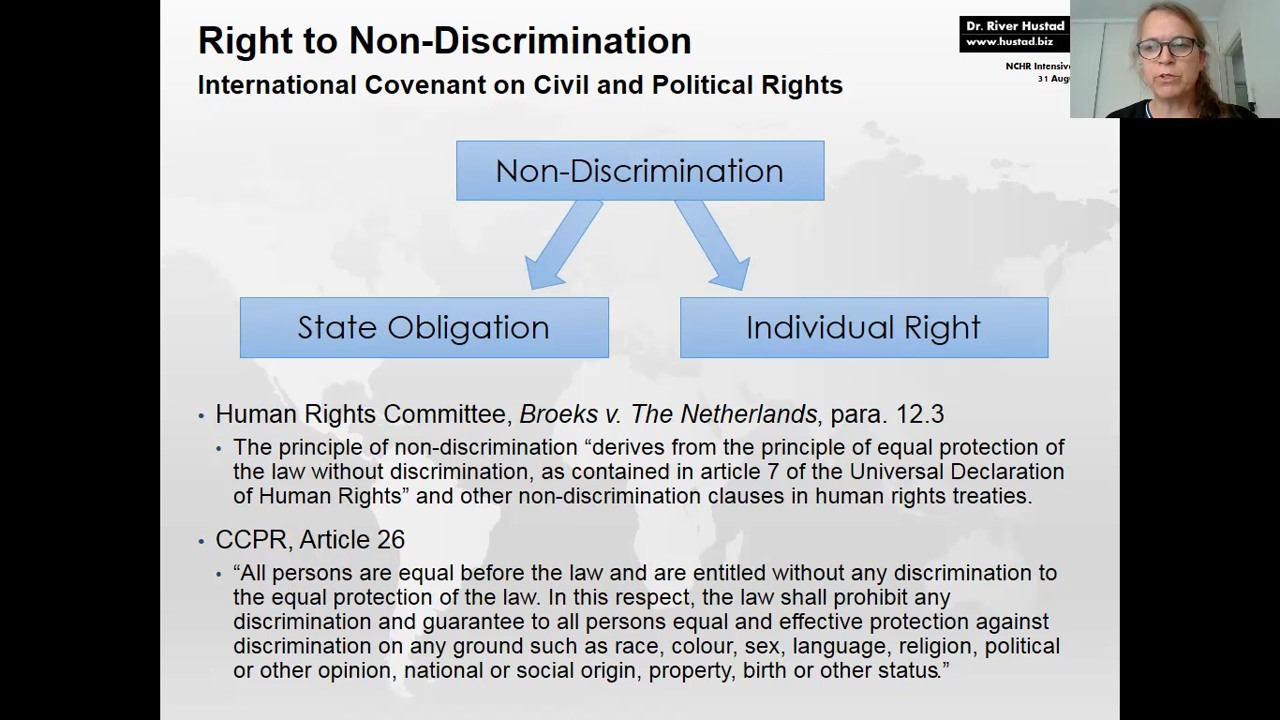 Right to Non-Discrimination
International Covenant on Civil and Political Rights
Dr. River Hustad
www.hustad.biz
NCHR Intensive
31
Non-Discrimination
State Obligation
Individual Right
• Human Rights Committee, Broeks v. The Netherlands, para. 12.3
• The principle of non-discrimination “derives from the principle of equal protection of
the law without discrimination, as contained in article 7 of the Universal Declaration
of Human Rights” and other non-discrimination clauses in human rights treaties.
• CCPR, Article 26
• “All persons are equal before the law and are entitled without any discrimination to
the equal protection of the law. In this respect, the law shall prohibit any
discrimination and guarantee to all persons equal and effective protection against
discrimination on any ground such as race, colour, sex, language, religion, political
or other opinion, national or social origin, property, birth or other status.”